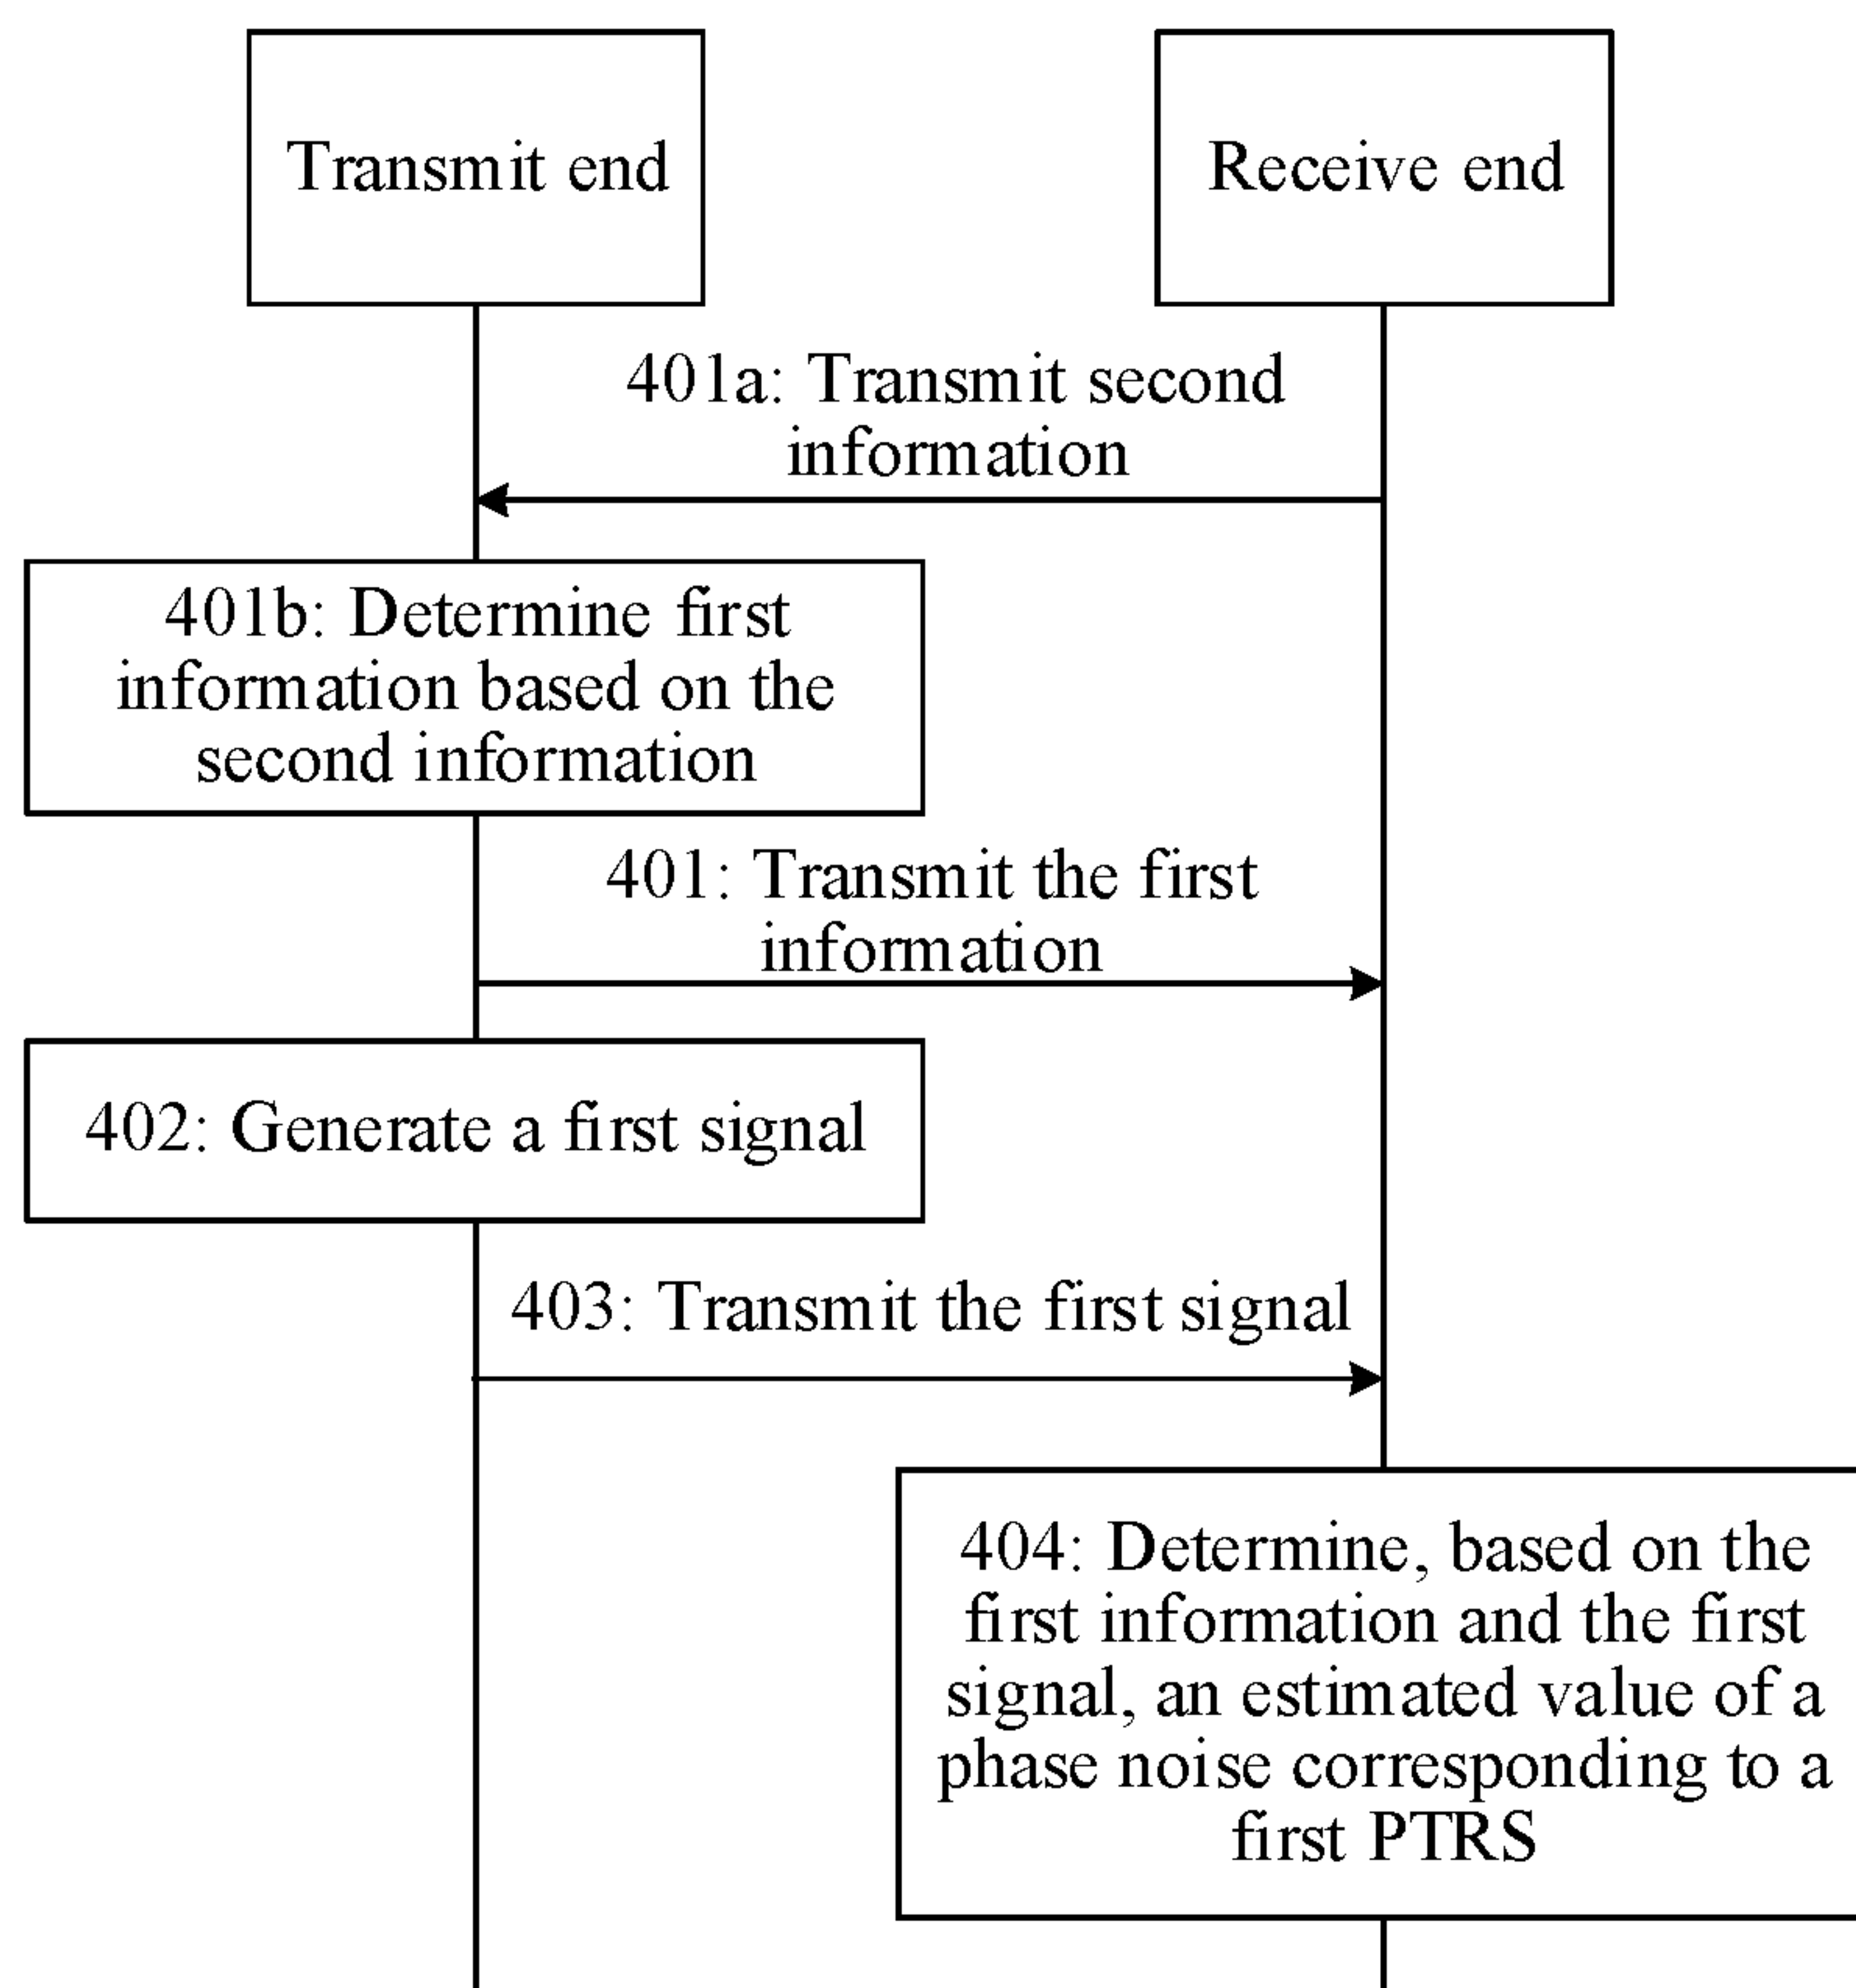 Transmit end
Receive end
401a: Transmit second
information
401b: Determine first
information based on the
second information
401: Transmit the first
information
402: Generate a first signal
403: Transmit the first signal
404: Determine, based on the
first information and the first
signal, an estimated value of a
phase noise corresponding to a
first PTRS